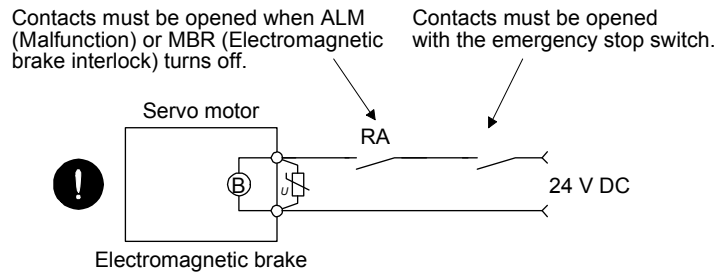 Contacts must be opened when ALM
(Malfunction) or MBR (Electromagnetic
brake interlock) turns off.
Contacts must be opened
with the emergency stop switch.
Servo motor
RA
B
U
24 V DC
Electromagnetic brake